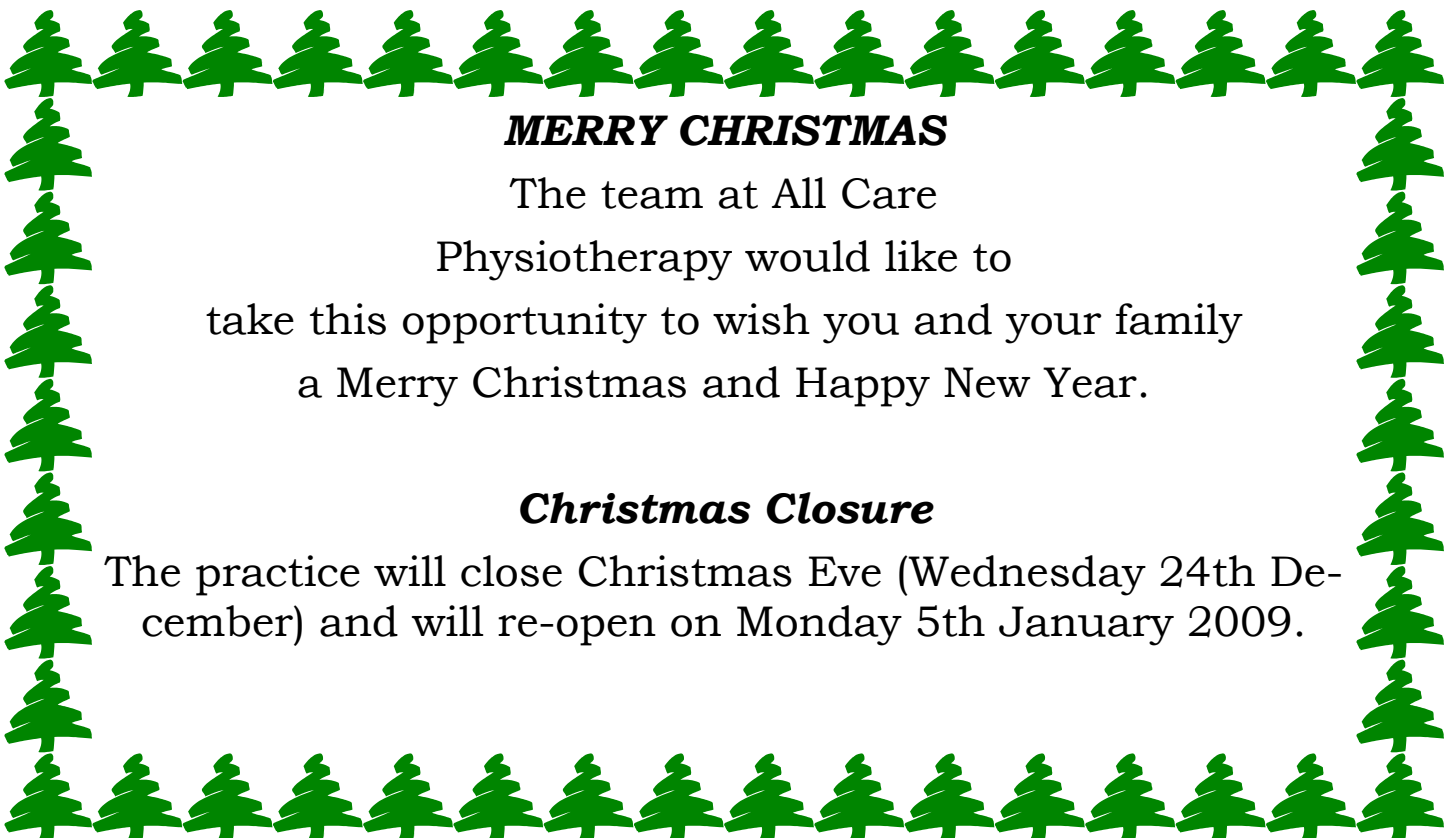 MERRY CHRISTMAS
The team at All Care
Physiotherapy would like to
take this opportunity to wish you and your family
a Merry Christmas and Happy New Year.
Christmas Closure
The practice will close Christmas Eve (Wednesday 24th De-
cember) and will re-open on Monday 5th January 2009.